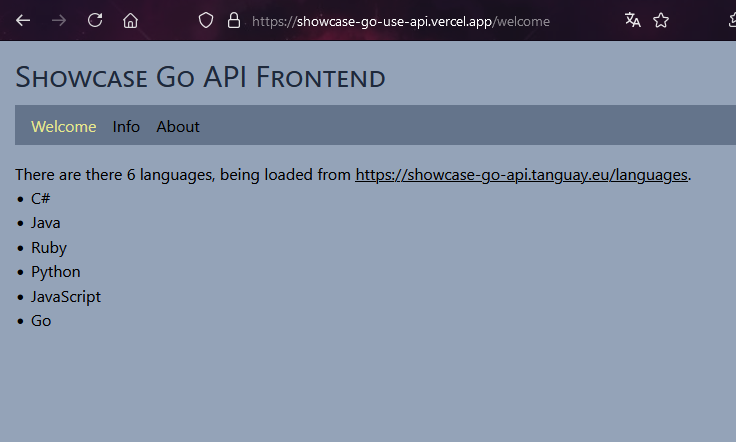 https://showcase-go-use-api.vercel.app/welcome
Showcase Go API Frontend
Welcome Info About
There are there 6 languages, being loaded from https://showcase-go-api.tanguay.eu/languages.
• C#
• Java
• Ruby
• Python
• JavaScript
• Go